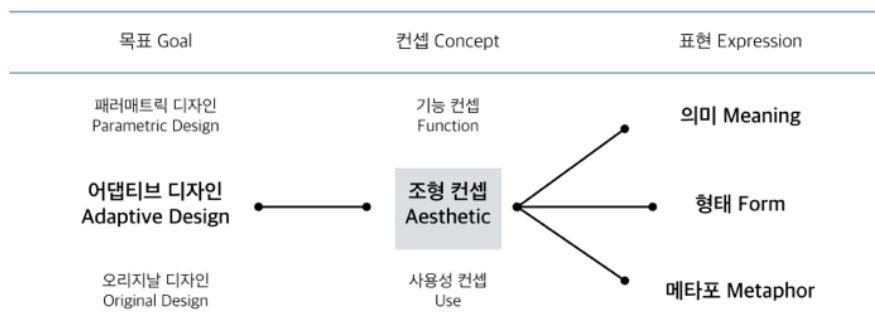 목표 Goal
컨셉 Concept
표현 Expression
패러매트릭 디자인
Parametric Design
기능 컨셉
Function
의미 Meaning
어댑티브 디자인
Adaptive Design
조형 컨셉
Aesthetic
형태 Form
오리지날 디자인
Original Design
사용성 컨셉
Use
메타포 Metaphor